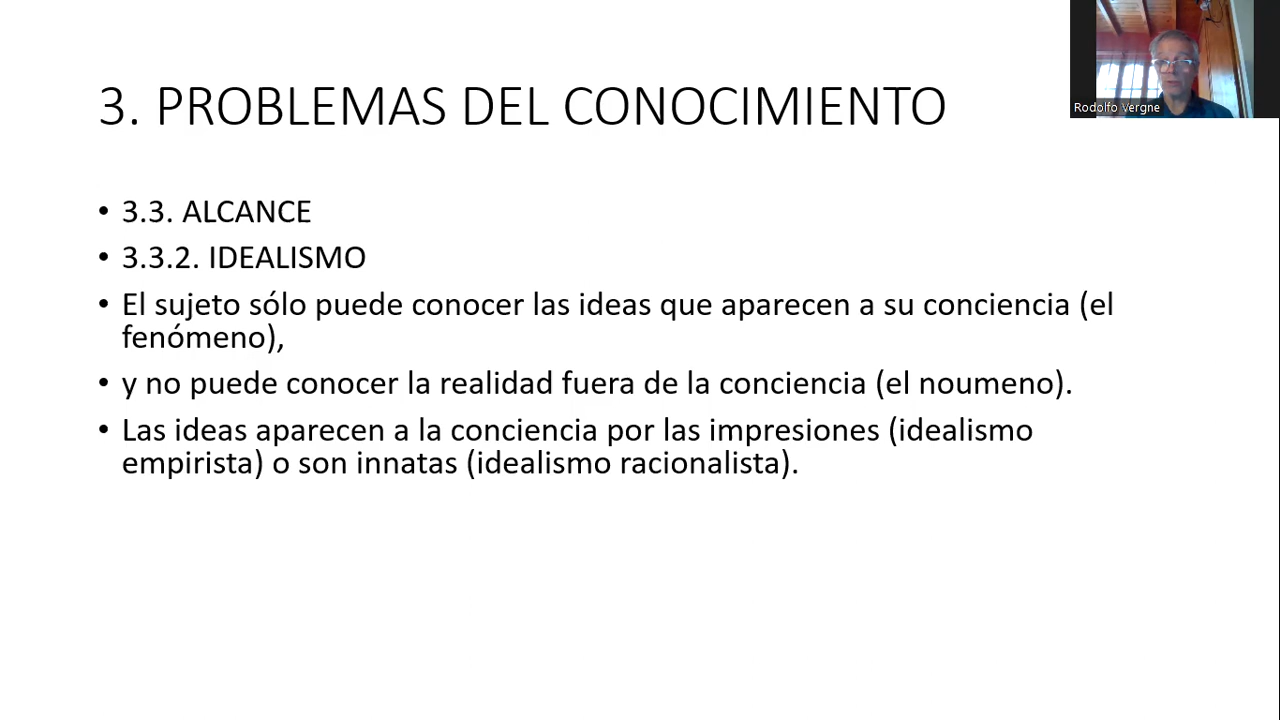 3. PROBLEMAS DEL CONOCIMIENTO
Rodolfo Vergne
• 3.3. ALCANCE
• 3.3.2. IDEALISMO
• El sujeto sólo puede conocer las ideas que aparecen a su conciencia (el
fenómeno),
• y no puede conocer la realidad fuera de la conciencia (el noumeno).
• Las ideas aparecen a la conciencia por las impresiones (idealismo
empirista) o son innatas (idealismo racionalista).